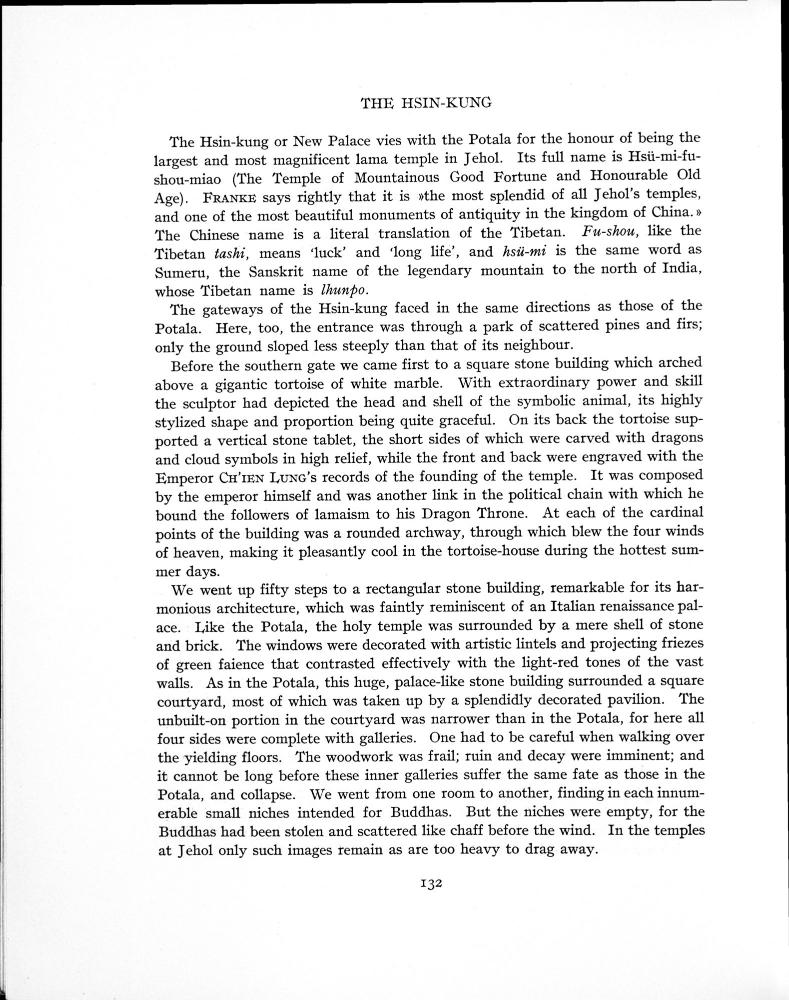 THE HSIN-KUNG
The Hsin-kung or New Palace vies with the Potala for the honour of being the
largest and most magnificent lama temple in Jehol. Its full name is Hsü-mi-fu-
shou-miao (The Temple of Mountainous Good Fortune and Honourable Old
Age). FRANKE says rightly that it is »the most splendid of all Jehol's temples,
and one of the most beautiful monuments of antiquity in the kingdom of China.»
The Chinese name is a literal translation of the Tibetan. Fu-shou, like the
Tibetan tashi, means ‘luck’ and ‘long life’, and hsü-mi is the same word as
Sumeru, the Sanskrit name of the legendary mountain to the north of India,
whose Tibetan name is lhunpo.
The gateways of the Hsin-kung faced in the same directions as those of the
Potala. Here, too, the entrance was through a park of scattered pines and firs;
only the ground sloped less steeply than that of its neighbour.
Before the southern gate we came first to a square stone building which arched
above a gigantic tortoise of white marble. With extraordinary power and skill
the sculptor had depicted the head and shell of the symbolic animal, its highly
stylized shape and proportion being quite graceful. On its back the tortoise sup-
ported a vertical stone tablet, the short sides of which were carved with dragons
and cloud symbols in high relief, while the front and back were engraved with the
Emperor CH'IEN LUNG's records of the founding of the temple. It was composed
by the emperor himself and was another link in the political chain with which he
bound the followers of lamaism to his Dragon Throne. At each of the cardinal
points of the building was a rounded archway, through which blew the four winds
of heaven, making it pleasantly cool in the tortoise-house during the hottest sum-
mer days.
We went up fifty steps to a rectangular stone building, remarkable for its har-
monious architecture, which was faintly reminiscent of an Italian renaissance pal-
ace. Like the Potala, the holy temple was surrounded by a mere shell of stone
and brick. The windows were decorated with artistic lintels and projecting friezes
of green faience that contrasted effectively with the light-red tones of the vast
walls. As in the Potala, this huge, palace-like stone building surrounded a square
courtyard, most of which was taken up by a splendidly decorated pavilion. The
unbuilt-on portion in the courtyard was narrower than in the Potala, for here all
four sides were complete with galleries. One had to be careful when walking over
the yielding floors. The woodwork was frail; ruin and decay were imminent; and
it cannot be long before these inner galleries suffer the same fate as those in the
Potala, and collapse. We went from one room to another, finding in each innum-
erable small niches intended for Buddhas. But the niches were empty, for the
Buddhas had been stolen and scattered like chaff before the wind. In the temples
at Jehol only such images remain as are too heavy to drag away.
132